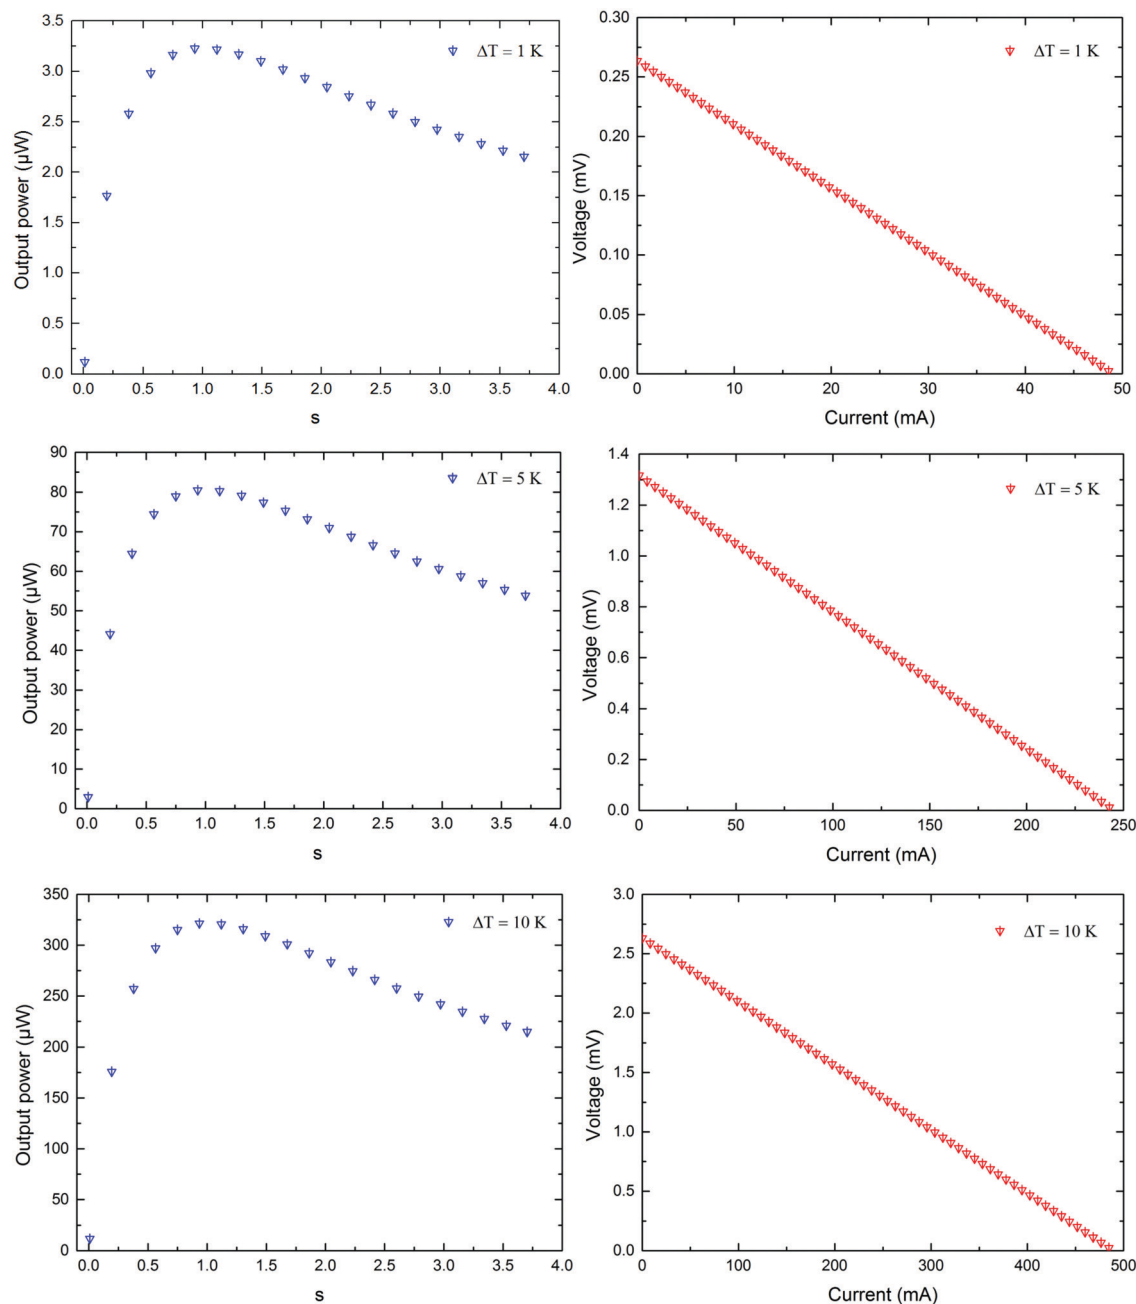 3.5
3.0
2.5
2.0
1.5
1.0
0.5
0.0
Output power (µW)
ΔT = 1 K
0.0 0.5 1.0 1.5 2.0 2.5 3.0 3.5 4.0
s
0.30
0.25
0.20
0.15
0.10
0.05
0.00
Voltage (mV)
ΔT = 1 K
0 10 20 30 40 50
Current (mA)
90
80
70
60
50
40
30
20
10
0
Output power (µW)
ΔT = 5 K
0.0 0.5 1.0 1.5 2.0 2.5 3.0 3.5 4.0
s
1.4
1.2
1.0
0.8
0.6
0.4
0.2
0.0
Voltage (mV)
ΔT = 5 K
0 50 100 150 200 250
Current (mA)
350
300
250
200
150
100
50
0
Output power (µW)
ΔT = 10 K
0.0 0.5 1.0 1.5 2.0 2.5 3.0 3.5 4.0
s
3.0
2.5
2.0
1.5
1.0
0.5
0.0
Voltage (mV)
ΔT = 10 K
0 100 200 300 400 500
Current (mA)